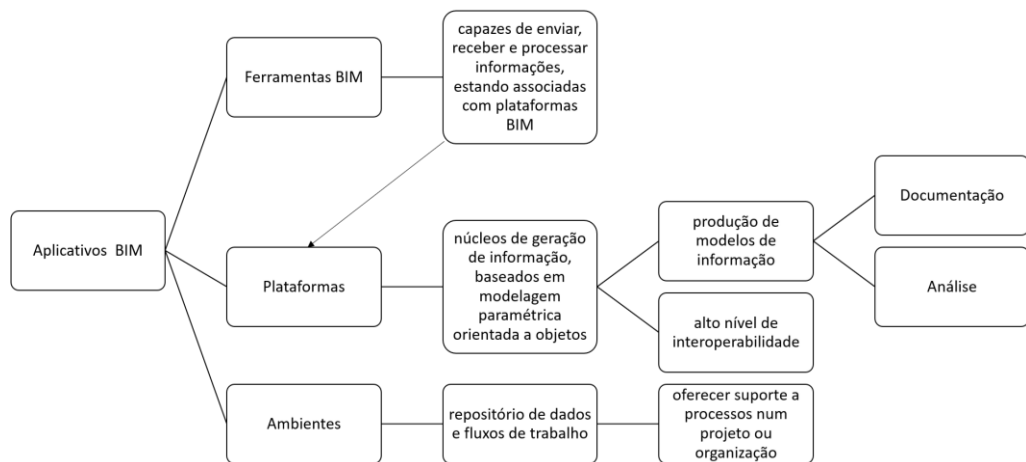 Aplicativos BIM
Ferramentas BIM
capazes de enviar,
receber e processar
informações,
estando associadas
com plataformas
BIM
Plataformas
núcleos de geração
de informação,
baseados em
modelagem
paramétrica
orientada a objetos
produção de
modelos de
informação
Documentação
Análise
alto nível de
interoperabilidade
Ambientes
repositório de dados
e fluxos de trabalho
oferecer suporte a
processos num
projeto ou
organização